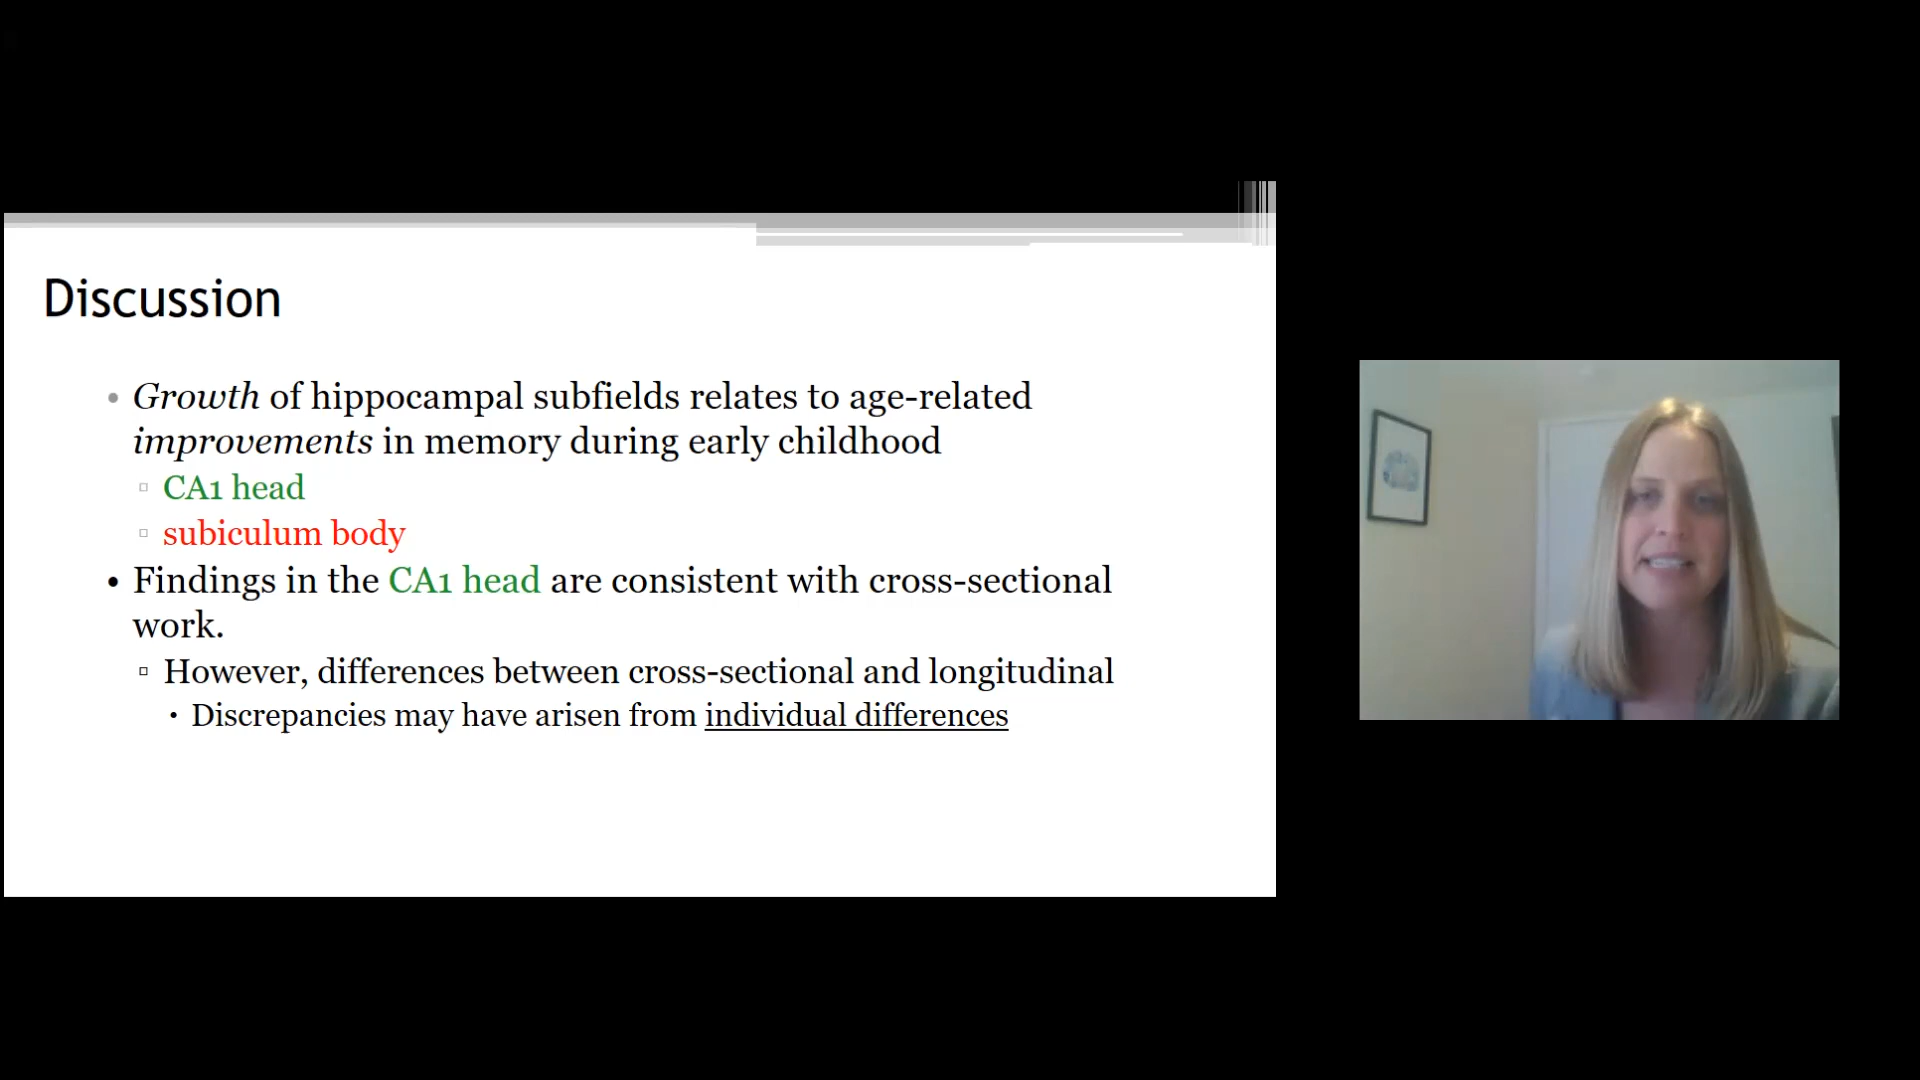 Discussion
• Growth of hippocampal subfields relates to age-related
improvements in memory during early childhood
▫ CA1 head
▫ subiculum body
• Findings in the CA1 head are consistent with cross-sectional
work.
▫ However, differences between cross-sectional and longitudinal
• Discrepancies may have arisen from individual differences